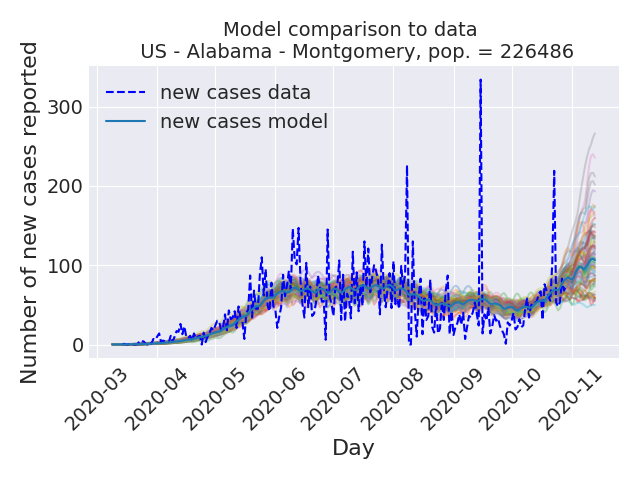 Model comparison to data
US - Alabama - Montgomery, pop. = 226486
Number of new cases reported
300
200
100
0
new cases data
new cases model
2020-03
2020-04
2020-05
2020-06
2020-07
2020-08
2020-09
2020-10
2020-11
Day